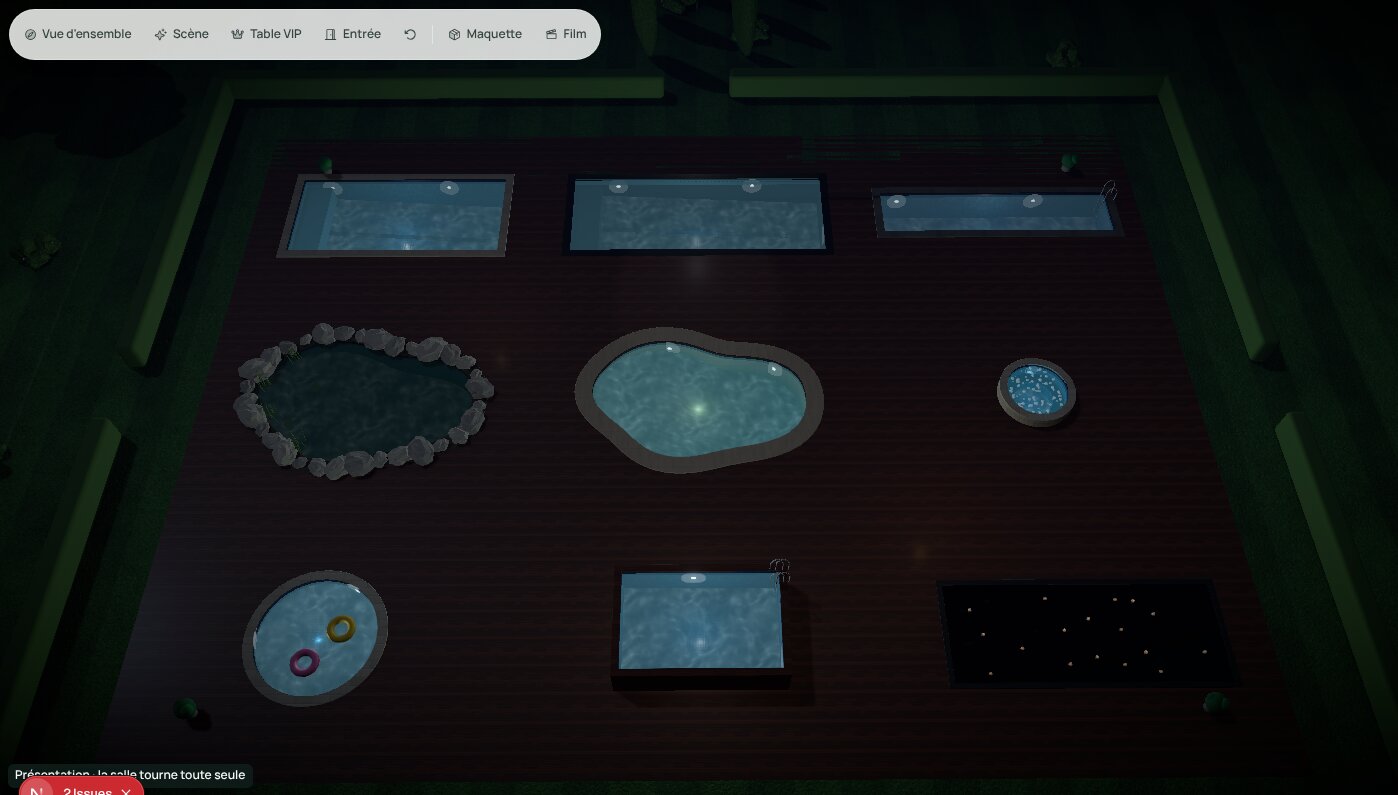 Vue d'ensemble
Scène
Table VIP
Entrée
Maquette
Film
Présentation · la salle tourne toute seule
2 Issues